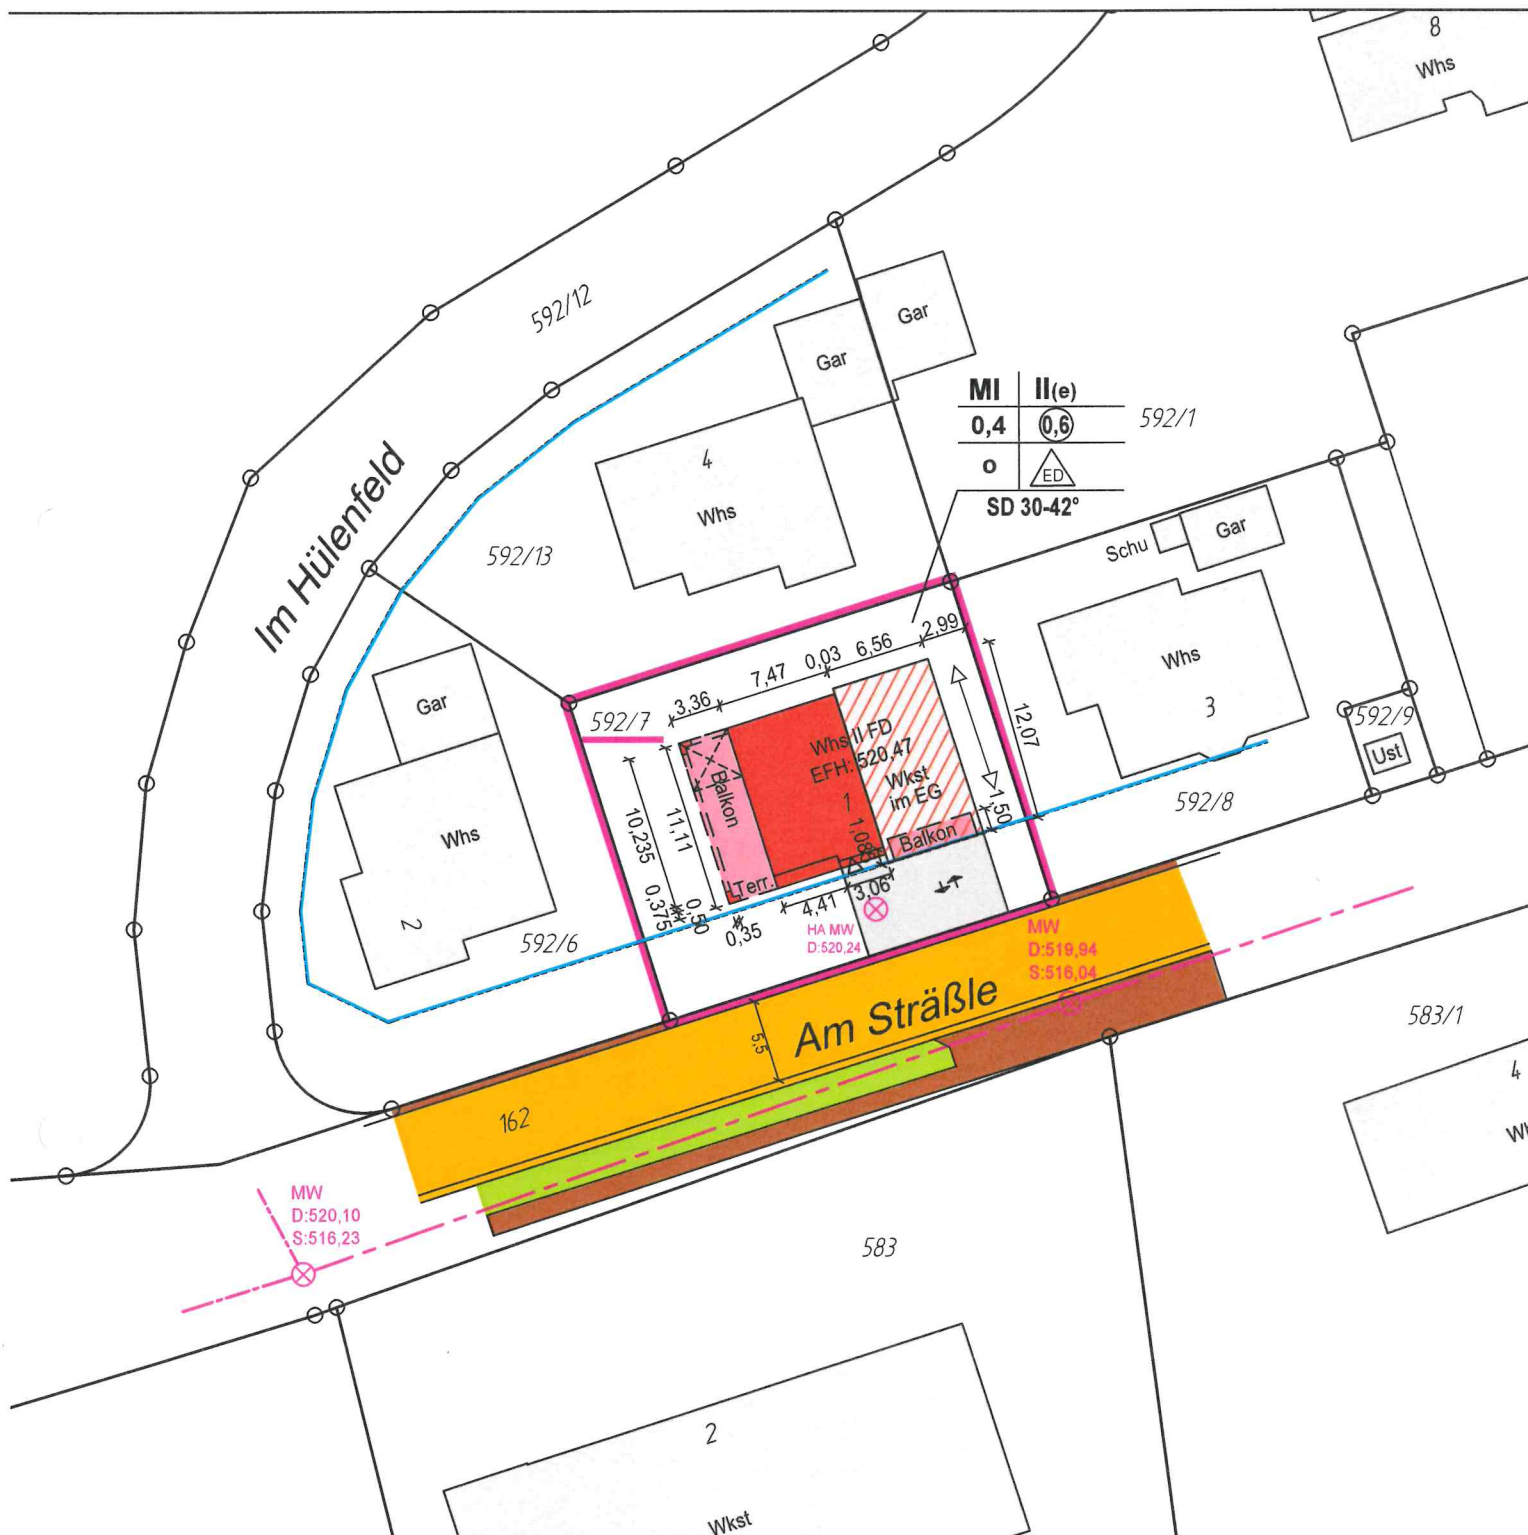 8
Whs
592/12
Gar
Gar
MI II(e)
0,4 0,6
o ED
SD 30-42°
592/1
4
Whs
Im Hülenfeld
592/13
Schu
Gar
Whs
3
592/9
Ust
592/8
2,99
6,56
0,03
7,47
3,36
592/7
12,07
Gar
Whs
2
592/6
Whs II FD
EFH: 520,47
Wkst
im EG
1
Balkon
Balkon
1,50
10,235
11,11
Terr.
0,375
0,50
0,35
4,41
3,06
HA MW
D:520,24
MW
D:519,94
S:516,04
Am Sträßle
5,5
162
583/1
4
MW
D:520,10
S:516,23
583
2
Wkst